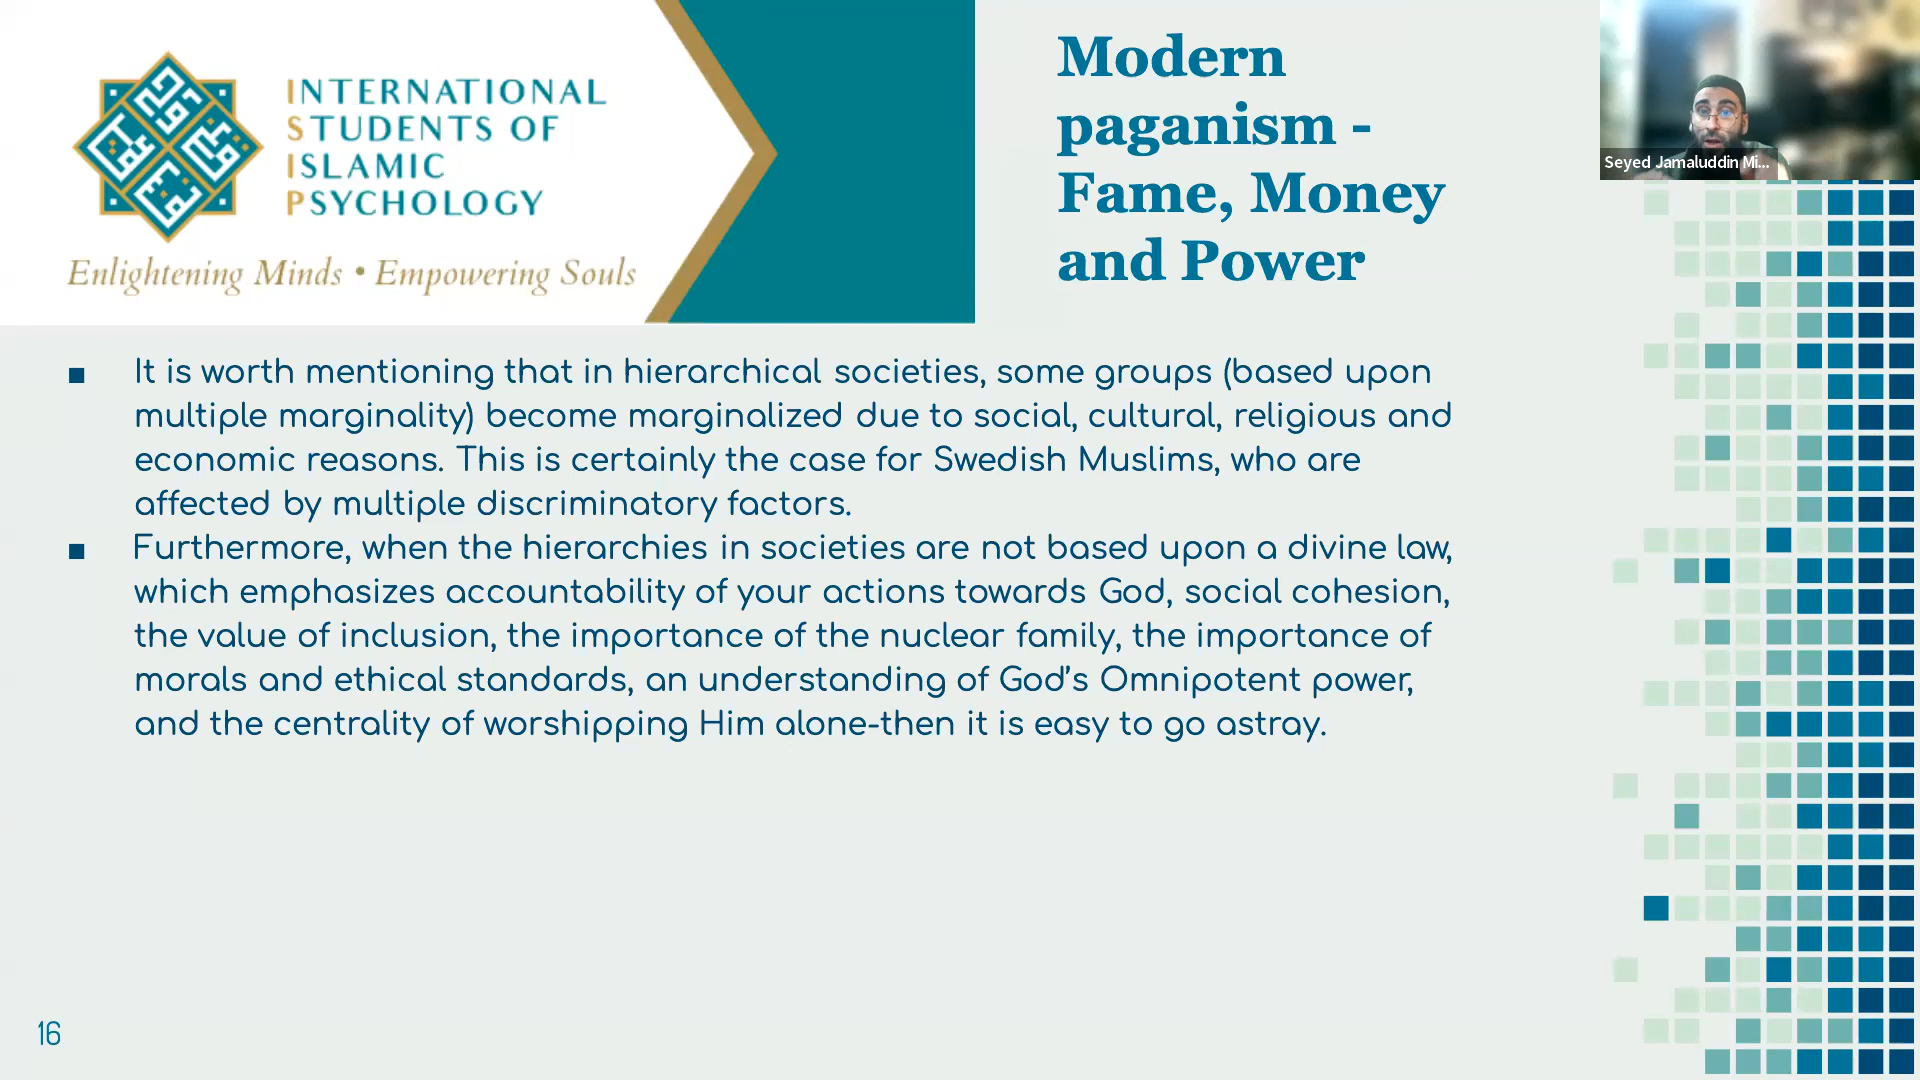 INTERNATIONAL
STUDENTS OF
ISLAMIC
PSYCHOLOGY
Enlightening Minds • Empowering Souls
Modern
paganism -
Fame, Money
and Power
Seyed Jamaluddin Mi...
■ It is worth mentioning that in hierarchical societies, some groups (based upon
multiple marginality) become marginalized due to social, cultural, religious and
economic reasons. This is certainly the case for Swedish Muslims, who are
affected by multiple discriminatory factors.
■ Furthermore, when the hierarchies in societies are not based upon a divine law,
which emphasizes accountability of your actions towards God, social cohesion,
the value of inclusion, the importance of the nuclear family, the importance of
morals and ethical standards, an understanding of God’s Omnipotent power,
and the centrality of worshipping Him alone-then it is easy to go astray.
16